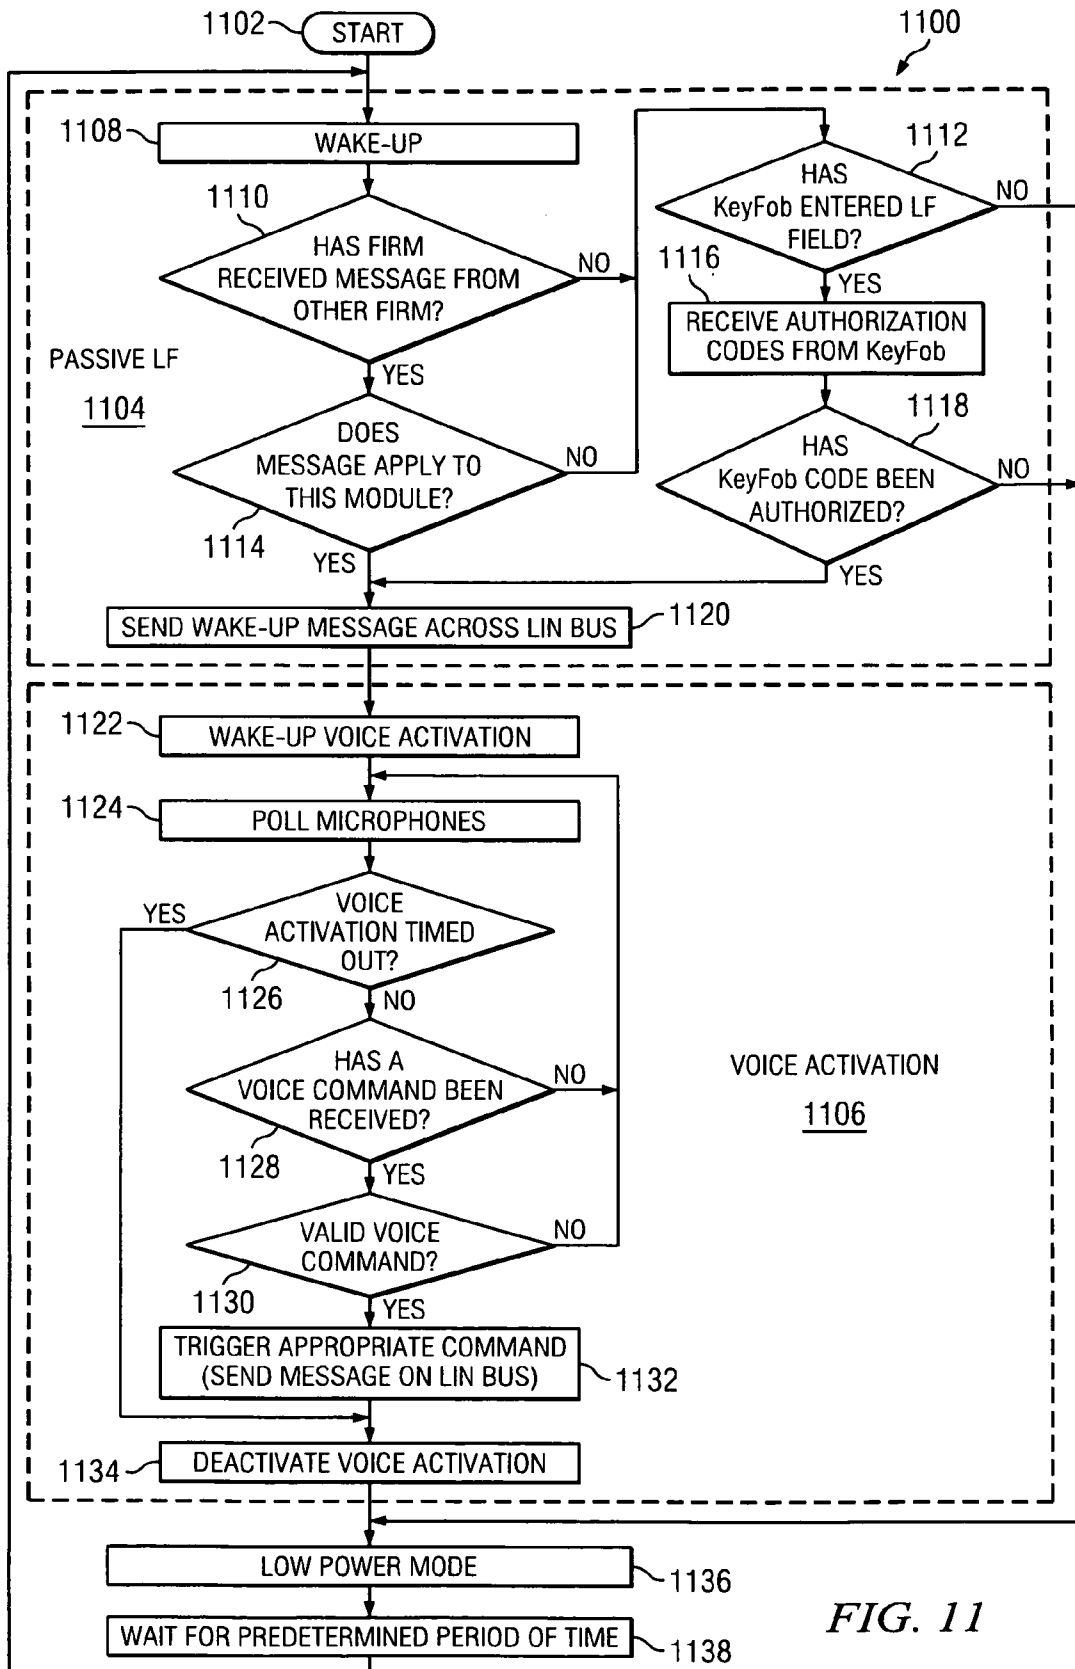 1102
START
1100
1108
WAKE-UP
1110
HAS FIRM
RECEIVED MESSAGE FROM
OTHER FIRM?
NO
YES
1112
HAS
KeyFob ENTERED LF
FIELD?
NO
YES
1116
RECEIVE AUTHORIZATION
CODES FROM KeyFob
PASSIVE LF
1104
DOES
MESSAGE APPLY TO
THIS MODULE?
NO
1114
YES
1118
HAS
KeyFob CODE BEEN
AUTHORIZED?
NO
YES
SEND WAKE-UP MESSAGE ACROSS LIN BUS
1120
1122
WAKE-UP VOICE ACTIVATION
1124
POLL MICROPHONES
YES
VOICE
ACTIVATION TIMED
OUT?
1126
NO
HAS A
VOICE COMMAND BEEN
RECEIVED?
NO
1128
YES
VOICE ACTIVATION
1106
VALID VOICE
COMMAND?
NO
1130
YES
TRIGGER APPROPRIATE COMMAND
(SEND MESSAGE ON LIN BUS)
1132
1134
DEACTIVATE VOICE ACTIVATION
LOW POWER MODE
1136
WAIT FOR PREDETERMINED PERIOD OF TIME
1138
FIG. 11